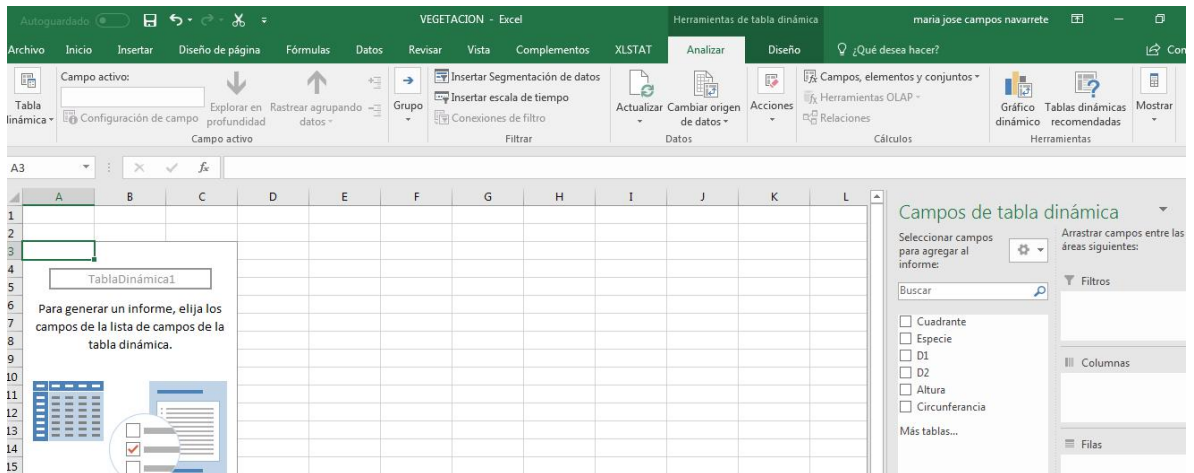 Autoguardado
VEGETACION - Excel
Herramientas de tabla dinámica
maria jose campos navarrete
Archivo Inicio Insertar Diseño de página Fórmulas Datos Revisar Vista Complementos XLSTAT Analizar Diseño ¿Qué desea hacer? Con
Tabla
dinámica
Campo activo:
Configuración de campo
Explorar en
profundidad
Rastrear agrupando
datos
Campo activo
Grupo
Insertar Segmentación de datos
Insertar escala de tiempo
Conexiones de filtro
Filtrar
Actualizar
Cambiar origen
de datos
Datos
Acciones
Campos, elementos y conjuntos
Herramientas OLAP
Relaciones
Cálculos
Gráfico
dinámico
Tablas dinámicas
recomendadas
Herramientas
Mostrar
A3
fx
A B C D E F G H I J K L
1
2
3
4
5
6
7
8
9
10
11
12
13
14
15
TablaDinámica1
Para generar un informe, elija los
campos de la lista de campos de la
tabla dinámica.
Campos de tabla dinámica
Seleccionar campos
para agregar al
informe:
Buscar
Cuadrante
Especie
D1
D2
Altura
Circunferancia
Más tablas...
Arrastrar campos entre las
áreas siguientes:
Filtros
Columnas
Filas